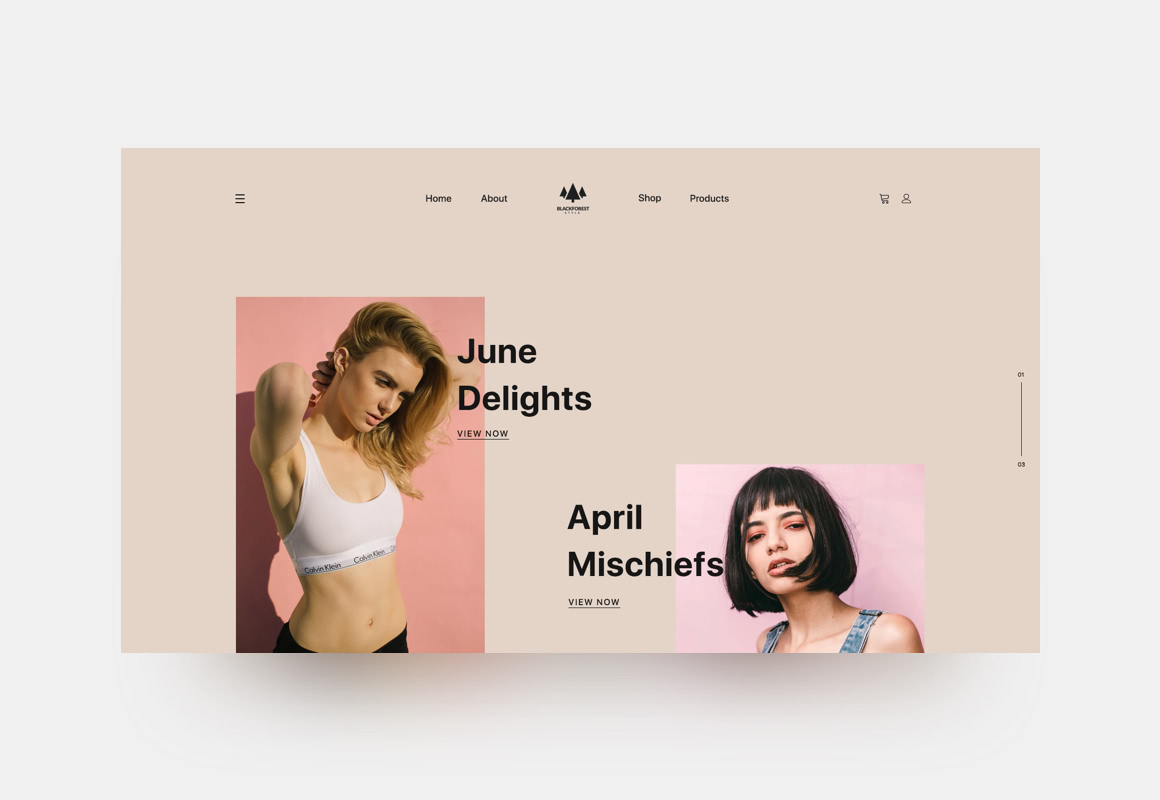 Home About Shop Products
BLACKFOREST
STYLE
June
Delights
VIEW NOW
01
03
Calvin Klein Calvin Klein
April
Mischiefs
VIEW NOW